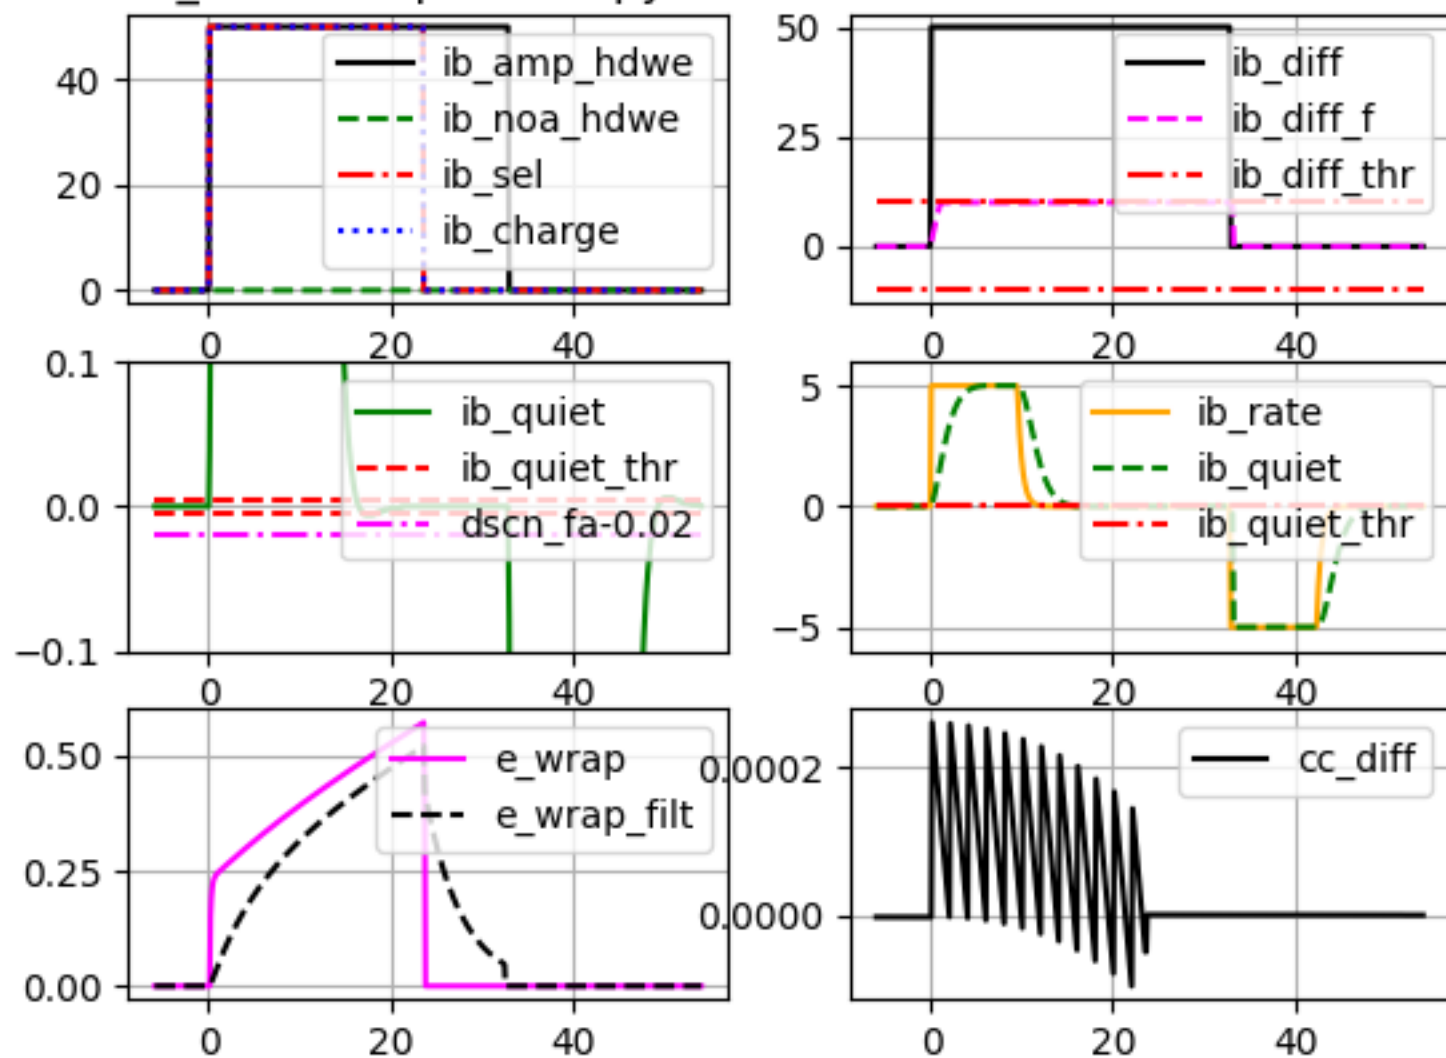 40
20
0
0
20
40
ib_amp_hdwe
ib_noa_hdwe
ib_sel
ib_charge
50
25
0
0
20
40
ib_diff
ib_diff_f
ib_diff_thr
0.1
0.0
−0.1
0
20
40
ib_quiet
ib_quiet_thr
dscn_fa-0.02
5
0
−5
0
20
40
ib_rate
ib_quiet
ib_quiet_thr
0.50
0.25
0.00
0
20
40
e_wrap
e_wrap_filt
0.0002
0.0000
0
20
40
cc_diff